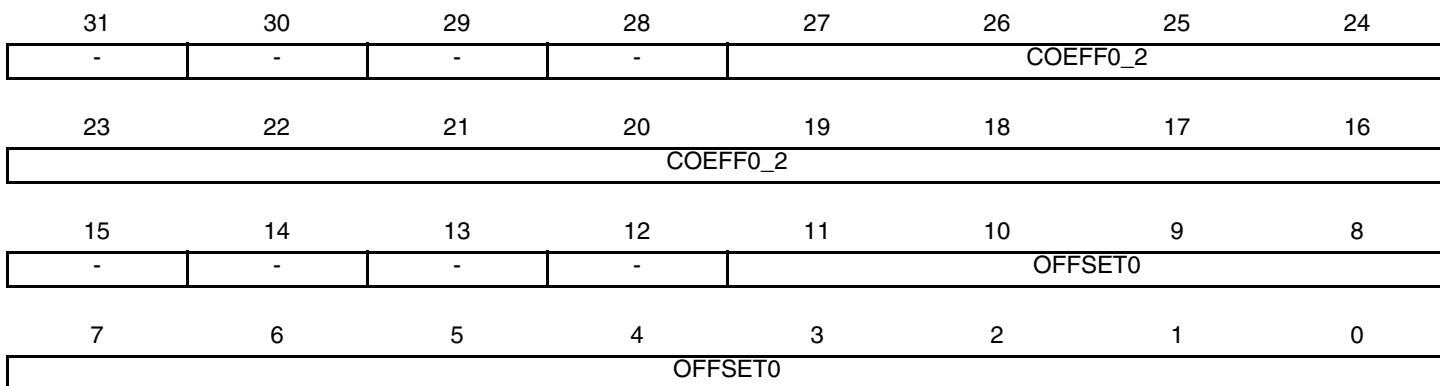 31 30 29 28 27 26 25 24
- - - - COEFF0_2
23 22 21 20 19 18 17 16
COEFF0_2
15 14 13 12 11 10 9 8
- - - - OFFSET0
7 6 5 4 3 2 1 0
OFFSET0